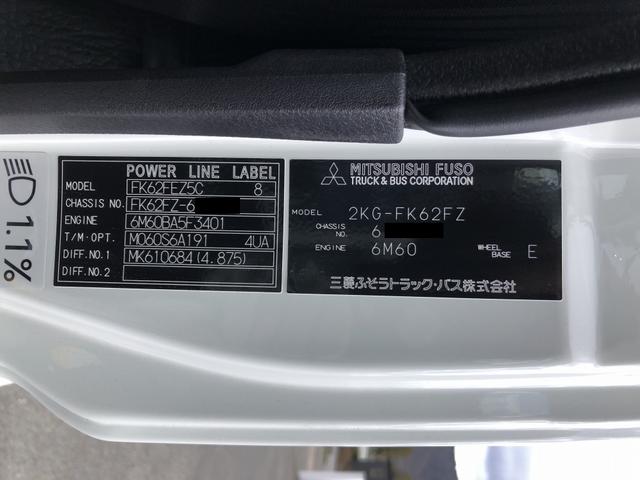 1.1%
POWER LINE LABEL
MODEL FK62FEZ5C 8
CHASSIS NO. FK62FZ-6
ENGINE 6M60BA5F3401
T/M·OPT. M060S6A191 4UA
DIFF NO.1 MK610684(4.875)
DIFF NO.2
MITSUBISHI FUSO
TRUCK & BUS CORPORATION
MODEL 2KG-FK62FZ
CHASSIS NO. 6
ENGINE 6M60 WHEEL BASE E
三菱ふそうトラック・バス株式会社